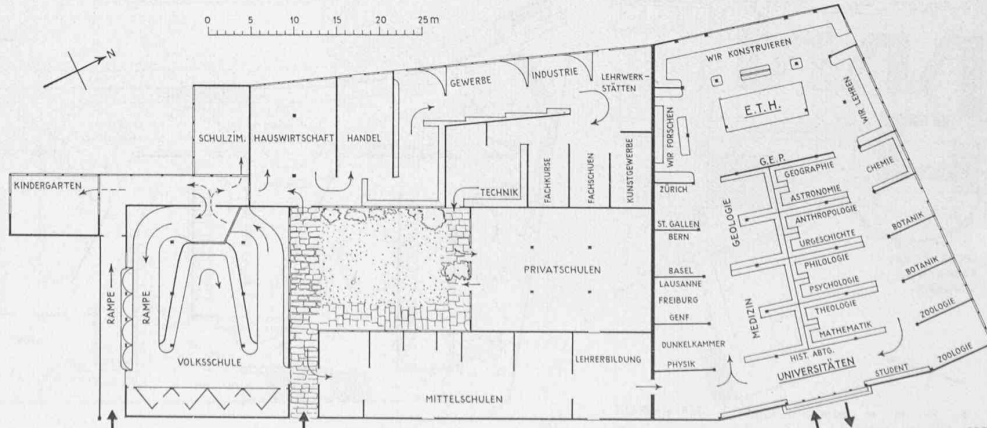 0 5 10 15 20 25 m
N
WIR KONSTRUIEREN
GEWERBE
INDUSTRIE
LEHRWERK-
STÄTTEN
E.T.H.
WIR LEHREN
SCHULZIM.
HAUSWIRTSCHAFT
HANDEL
WIR FORSCHEN
KINDERGARTEN
TECHNIK
FACHKURSE
FACHSCHUEN
KUNSTGEWERBE
ZÜRICH
G.E.P.
GEOGRAPHIE
CHEMIE
ASTRONOMIE
ANTHROPOLOGIE
GEOLOGIE
URGESCHICHTE
BOTANIK
ST. GALLEN
BERN
PHILOLOGIE
PRIVATSCHULEN
BASEL
LAUSANNE
PSYCHOLOGIE
BOTANIK
FREIBURG
THEOLOGIE
GENF
MEDIZIN
MATHEMATIK
ZOOLOGIE
RAMPE
RAMPE
DUNKELKAMMER
HIST. ABTG.
VOLKSSCHULE
LEHRERBILDUNG
PHYSIK
UNIVERSITÄTEN
STUDENT
ZOOLOGIE
MITTELSCHULEN